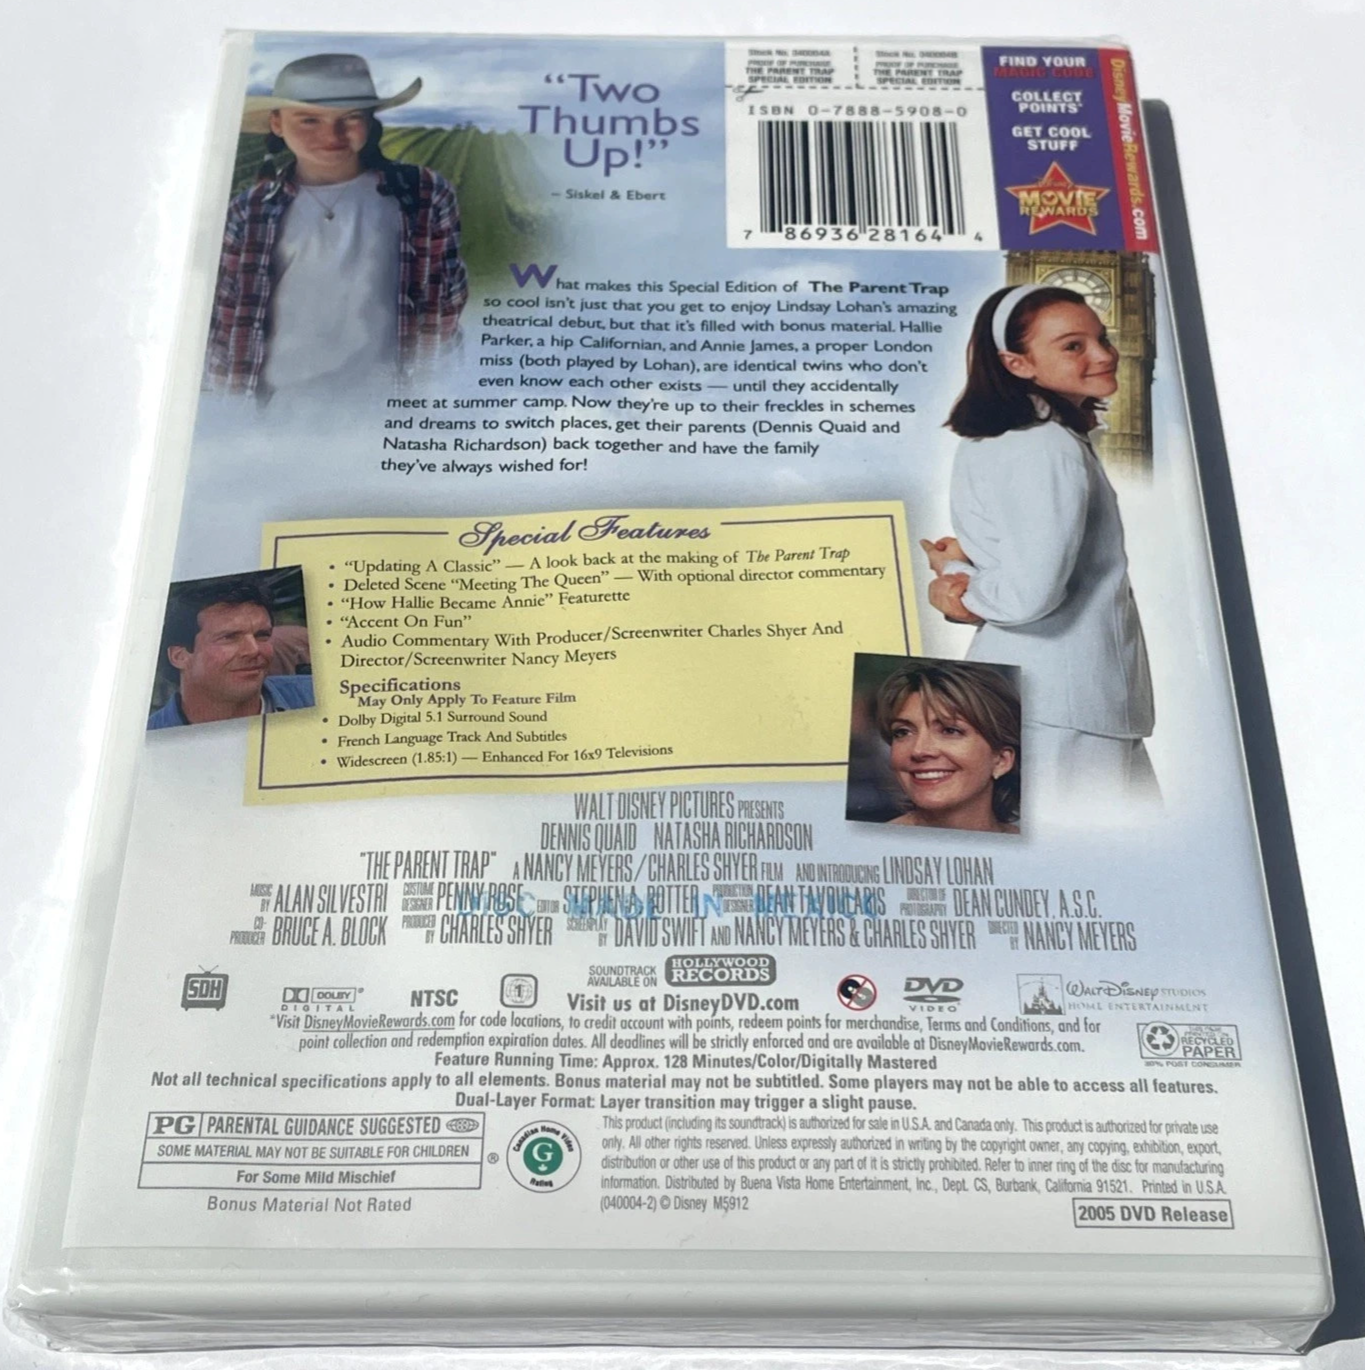 “Two
Thumbs
Up!”
– Siskel & Ebert
PROOF OF PURCHASE
THE PARENT TRAP
SPECIAL EDITION
PROOF OF PURCHASE
THE PARENT TRAP
SPECIAL EDITION
ISBN 0-7888-5908-0
7 86936 28164 4
FIND YOUR
MAGIC CODE
COLLECT
POINTS*
GET COOL
STUFF
Disney
MOVIE
REWARDS
DisneyMovieRewards.com
What makes this Special Edition of The Parent Trap
so cool isn't just that you get to enjoy Lindsay Lohan's amazing
theatrical debut, but that it's filled with bonus material. Hallie
Parker, a hip Californian, and Annie James, a proper London
miss (both played by Lohan), are identical twins who don't
even know each other exists — until they accidentally
meet at summer camp. Now they're up to their freckles in schemes
and dreams to switch places, get their parents (Dennis Quaid and
Natasha Richardson) back together and have the family
they've always wished for!
Special Features
• “Updating A Classic” — A look back at the making of The Parent Trap
• Deleted Scene “Meeting The Queen” — With optional director commentary
• “How Hallie Became Annie” Featurette
• “Accent On Fun”
• Audio Commentary With Producer/Screenwriter Charles Shyer And
Director/Screenwriter Nancy Meyers
Specifications
May Only Apply To Feature Film
• Dolby Digital 5.1 Surround Sound
• French Language Track And Subtitles
• Widescreen (1.85:1) — Enhanced For 16x9 Televisions
WALT DISNEY PICTURES PRESENTS
DENNIS QUAID NATASHA RICHARDSON
"THE PARENT TRAP" A NANCY MEYERS/CHARLES SHYER FILM AND INTRODUCING LINDSAY LOHAN
MUSIC BY ALAN SILVESTRI COSTUME DESIGNER PENNY ROSE EDITOR STEPHEN A. ROTTER PRODUCTION DESIGNER DEAN TAVOULARIS DIRECTOR OF PHOTOGRAPHY DEAN CUNDEY, A.S.C.
DISC MADE IN MEXICO
CO-PRODUCER BRUCE A. BLOCK PRODUCED BY CHARLES SHYER SCREENPLAY BY DAVID SWIFT AND NANCY MEYERS & CHARLES SHYER DIRECTED BY NANCY MEYERS
SDH
DOLBY
DIGITAL
NTSC
1
SOUNDTRACK
AVAILABLE ON
HOLLYWOOD
RECORDS
Visit us at DisneyDVD.com
DVD
VIDEO
WALT DISNEY STUDIOS
HOME ENTERTAINMENT
*Visit DisneyMovieRewards.com for code locations, to credit account with points, redeem points for merchandise, Terms and Conditions, and for
point collection and redemption expiration dates. All deadlines will be strictly enforced and are available at DisneyMovieRewards.com.
RECYCLED
PAPER
Feature Running Time: Approx. 128 Minutes/Color/Digitally Mastered
Not all technical specifications apply to all elements. Bonus material may not be subtitled. Some players may not be able to access all features.
Dual-Layer Format: Layer transition may trigger a slight pause.
PG PARENTAL GUIDANCE SUGGESTED
SOME MATERIAL MAY NOT BE SUITABLE FOR CHILDREN
For Some Mild Mischief
®
Bonus Material Not Rated
Canadian Home Video
G
Rating
This product (including its soundtrack) is authorized for sale in U.S.A. and Canada only. This product is authorized for private use
only. All other rights reserved. Unless expressly authorized in writing by the copyright owner, any copying, exhibition, export,
distribution or other use of this product or any part of it is strictly prohibited. Refer to inner ring of the disc for manufacturing
information. Distributed by Buena Vista Home Entertainment, Inc., Dept. CS, Burbank, California 91521. Printed in U.S.A.
(040004-2) © Disney M5912
2005 DVD Release